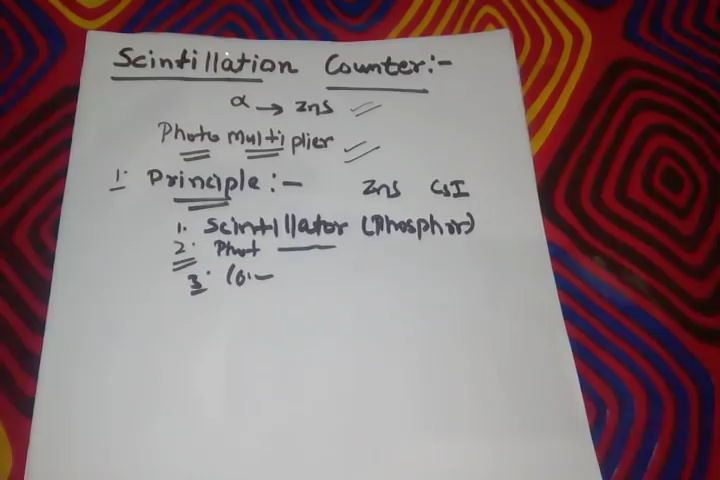 Scintillation Counter:-
α → Zns
Photo multiplier
1. Principle:- Zns CsI
1. Scintillator (Phosphor)
2. Phot
3.